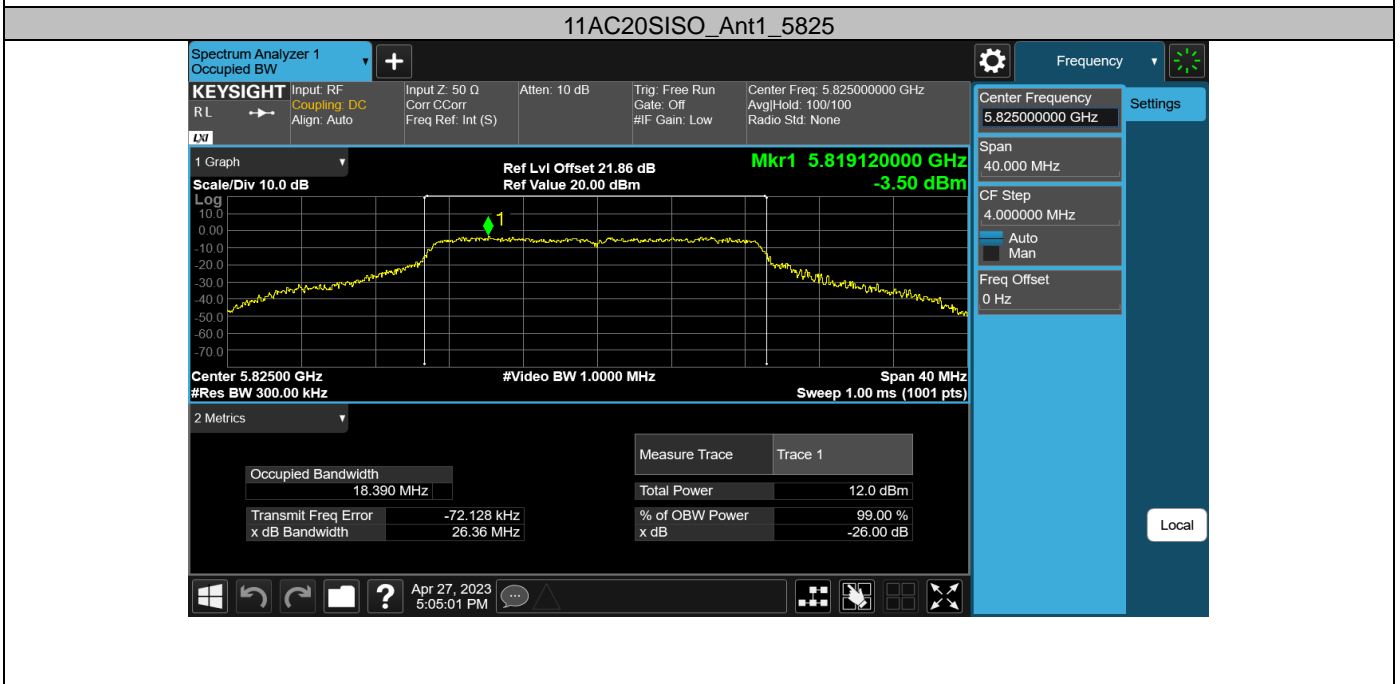 11AC20SISO_Ant1_5825
Spectrum Analyzer 1
Occupied BW
+
Frequency
KEYSIGHT
RL
LXI
Input: RF
Coupling: DC
Align: Auto
Input Z: 50 Ω
Corr CCorr
Freq Ref: Int (S)
Atten: 10 dB
Trig: Free Run
Gate: Off
#IF Gain: Low
Center Freq: 5.825000000 GHz
Avg|Hold: 100/100
Radio Std: None
Center Frequency
5.825000000 GHz
Settings
Span
40.000 MHz
CF Step
4.000000 MHz
Auto
Man
Freq Offset
0 Hz
Local
1 Graph
Scale/Div 10.0 dB
Ref Lvl Offset 21.86 dB
Ref Value 20.00 dBm
Mkr1 5.819120000 GHz
-3.50 dBm
Log
10.0
0.00
-10.0
-20.0
-30.0
-40.0
-50.0
-60.0
-70.0
1
Center 5.82500 GHz
#Res BW 300.00 kHz
#Video BW 1.0000 MHz
Span 40 MHz
Sweep 1.00 ms (1001 pts)
2 Metrics
Measure Trace Trace 1
Occupied Bandwidth
18.390 MHz
Total Power 12.0 dBm
Transmit Freq Error -72.128 kHz
% of OBW Power 99.00 %
x dB Bandwidth 26.36 MHz
x dB -26.00 dB
?
Apr 27, 2023
5:05:01 PM